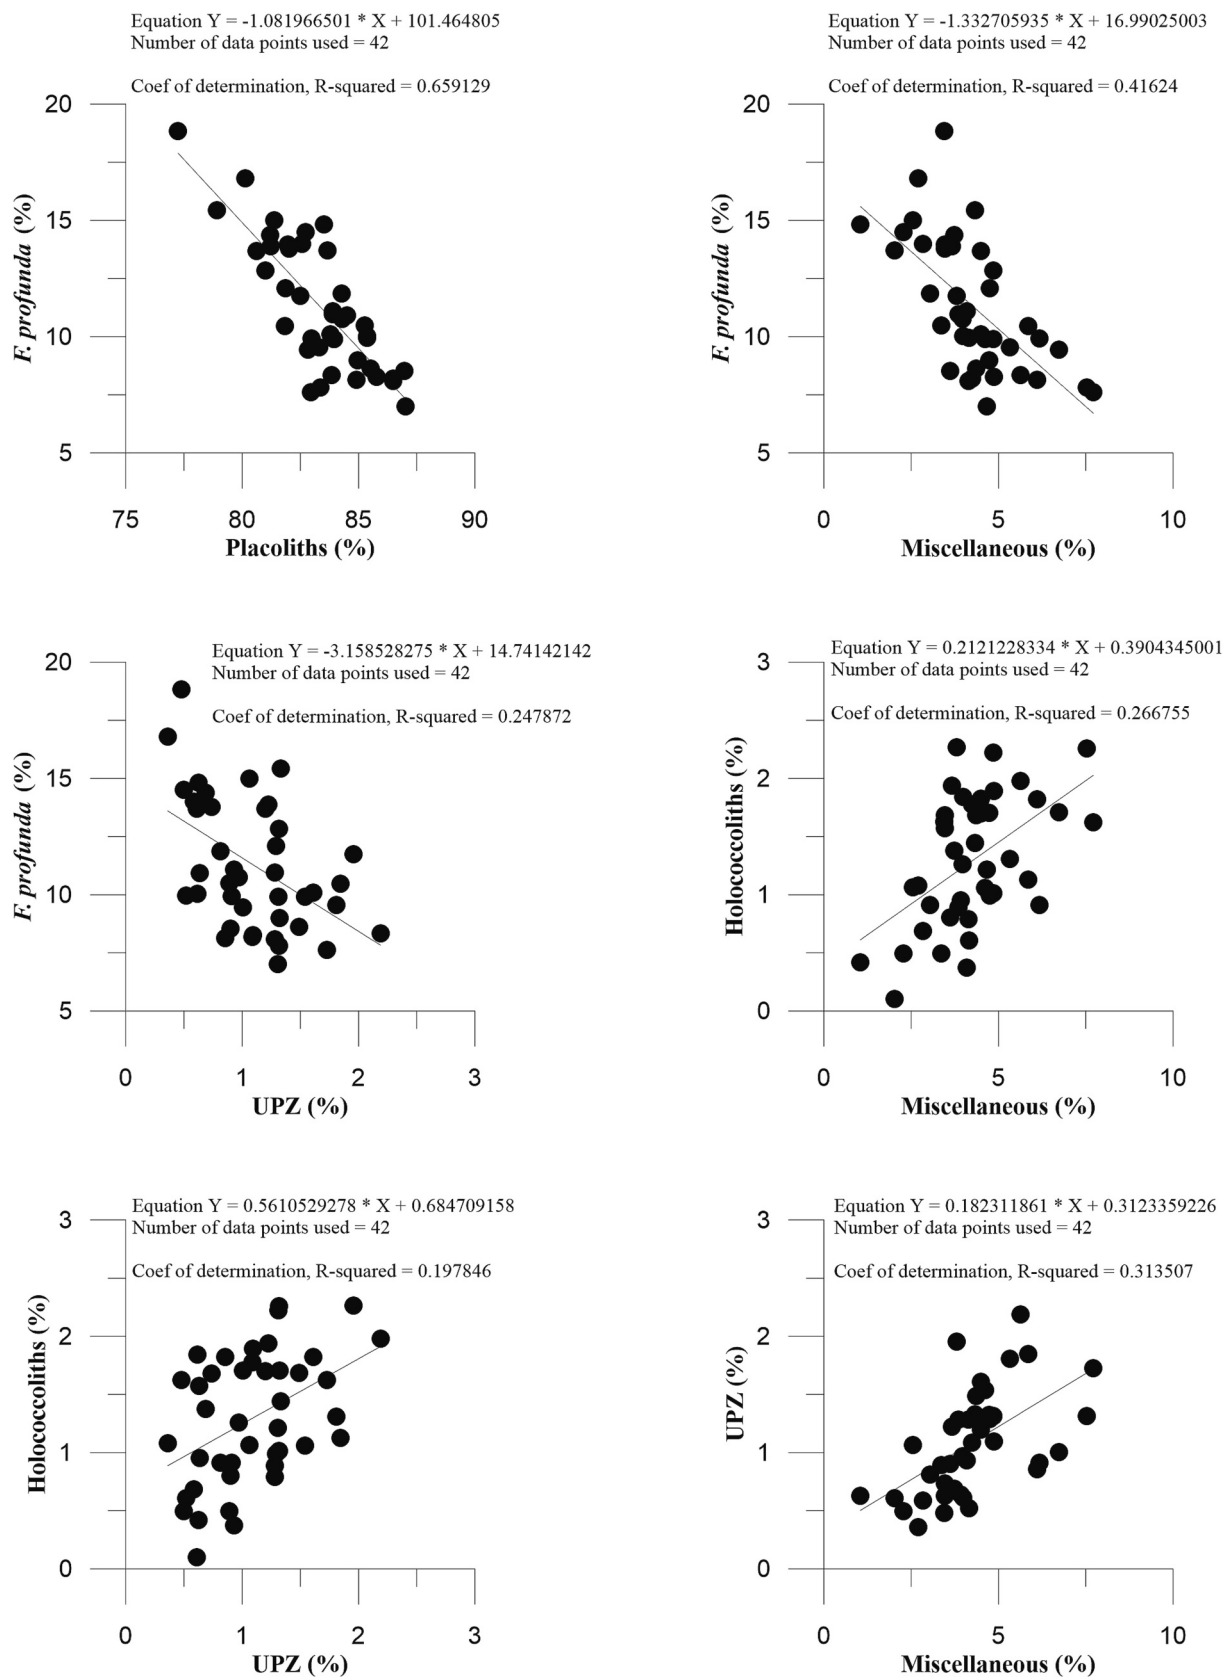 Equation Y = -1.081966501 * X + 101.464805
Number of data points used = 42
Coef of determination, R-squared = 0.659129
20
15
10
5
F. profunda (%)
75 80 85 90
Placoliths (%)
Equation Y = -1.332705935 * X + 16.99025003
Number of data points used = 42
Coef of determination, R-squared = 0.41624
20
15
10
5
F. profunda (%)
0 5 10
Miscellaneous (%)
Equation Y = -3.158528275 * X + 14.74142142
Number of data points used = 42
Coef of determination, R-squared = 0.247872
20
15
10
5
F. profunda (%)
0 1 2 3
UPZ (%)
Equation Y = 0.2121228334 * X + 0.3904345001
Number of data points used = 42
Coef of determination, R-squared = 0.266755
3
2
1
0
Holococcoliths (%)
0 5 10
Miscellaneous (%)
Equation Y = 0.5610529278 * X + 0.684709158
Number of data points used = 42
Coef of determination, R-squared = 0.197846
3
2
1
0
Holococcoliths (%)
0 1 2 3
UPZ (%)
Equation Y = 0.182311861 * X + 0.3123359226
Number of data points used = 42
Coef of determination, R-squared = 0.313507
3
2
1
0
UPZ (%)
0 5 10
Miscellaneous (%)